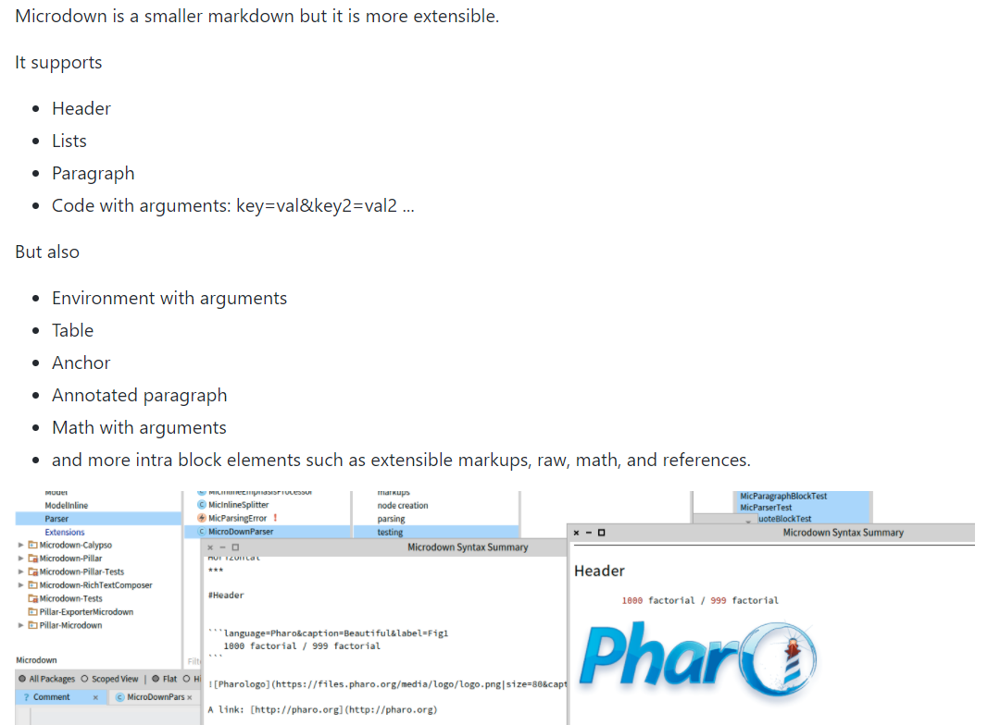 Microdown is a smaller markdown but it is more extensible.
It supports
Header
Lists
Paragraph
Code with arguments: key=val&key2=val2 ...
But also
Environment with arguments
Table
Anchor
Annotated paragraph
Math with arguments
and more intra block elements such as extensible markups, raw, math, and references.
Model
ModelInline
Parser
Extensions
Microdown-Calypso
Microdown-Pillar
Microdown-Pillar-Tests
Microdown-RichTextComposer
Microdown-Tests
Pillar-ExporterMicrodown
Pillar-Microdown
Microdown
All Packages Scoped View | Flat Hi
? Comment x MicroDownPars x
MicInlineEmphasisProcessor
MicInlineSplitter
MicParsingError !
MicroDownParser
Filt
markups
node creation
parsing
testing
MicParagraphBlockTest
MicParserTest
uoteBlockTest
Microdown Syntax Summary
Horizontal
***
#Header
```language=Pharo&caption=Beautiful&label=Fig1
1000 factorial / 999 factorial
```
![Pharologo](https://files.pharo.org/media/logo/logo.png|size=80&capt
A link: [http://pharo.org](http://pharo.org)
Microdown Syntax Summary
Header
1000 factorial / 999 factorial
Pharo